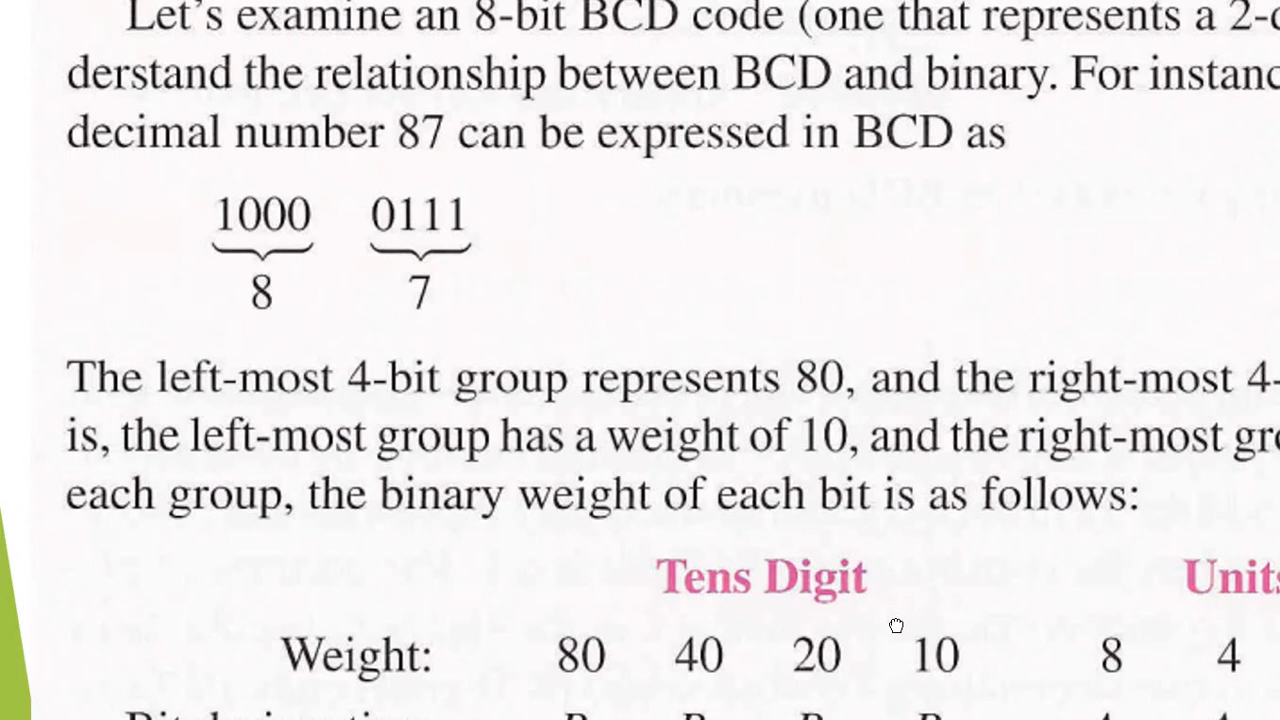 Let's examine an 8-bit BCD code (one that represents a 2-
derstand the relationship between BCD and binary. For instanc
decimal number 87 can be expressed in BCD as
1000 0111
8 7
The left-most 4-bit group represents 80, and the right-most 4-
is, the left-most group has a weight of 10, and the right-most gr
each group, the binary weight of each bit is as follows:
Tens Digit Units
Weight: 80 40 20 10 8 4